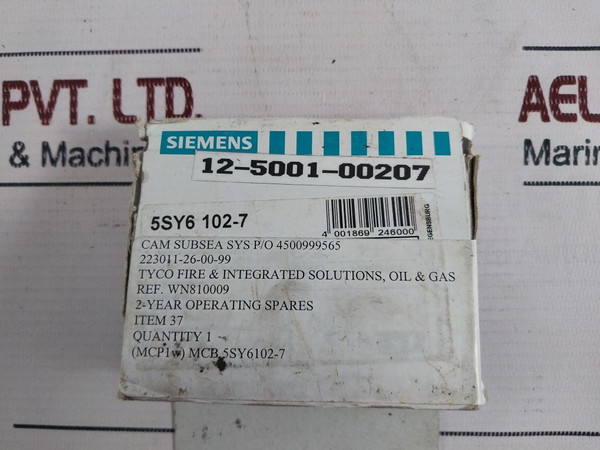 PVT. LTD.
& Machin
AEL
Marin
SIEMENS
12-5001-00207
5SY6 102-7
4 001869 246000
EGENSBURG
CAM SUBSEA SYS P/O 4500999565
223011-26-00-99
TYCO FIRE & INTEGRATED SOLUTIONS, OIL & GAS
REF. WN810009
2-YEAR OPERATING SPARES
ITEM 37
QUANTITY 1
(MCP1w) MCB 5SY6102-7